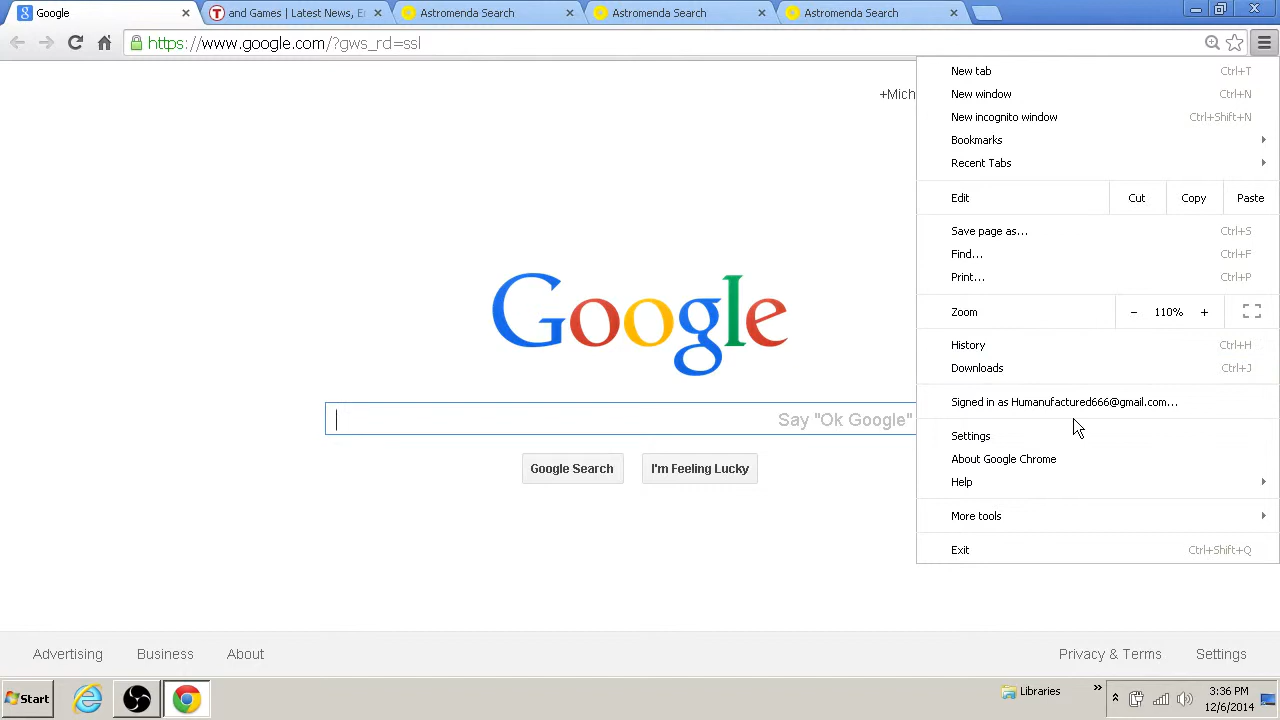 Google
and Games | Latest News, E
Astromenda Search
Astromenda Search
Astromenda Search
https://www.google.com/?gws_rd=ssl
+Mich
New tab Ctrl+T
New window Ctrl+N
New incognito window Ctrl+Shift+N
Bookmarks
Recent Tabs
Edit Cut Copy Paste
Save page as... Ctrl+S
Find... Ctrl+F
Print... Ctrl+P
Zoom - 110% +
History Ctrl+H
Downloads Ctrl+J
Signed in as Humanufactured666@gmail.com...
Settings
About Google Chrome
Help
More tools
Exit Ctrl+Shift+Q
Google
Say "Ok Google"
Google Search
I'm Feeling Lucky
Advertising
Business
About
Privacy & Terms
Settings
Start
Libraries
3:36 PM
12/6/2014